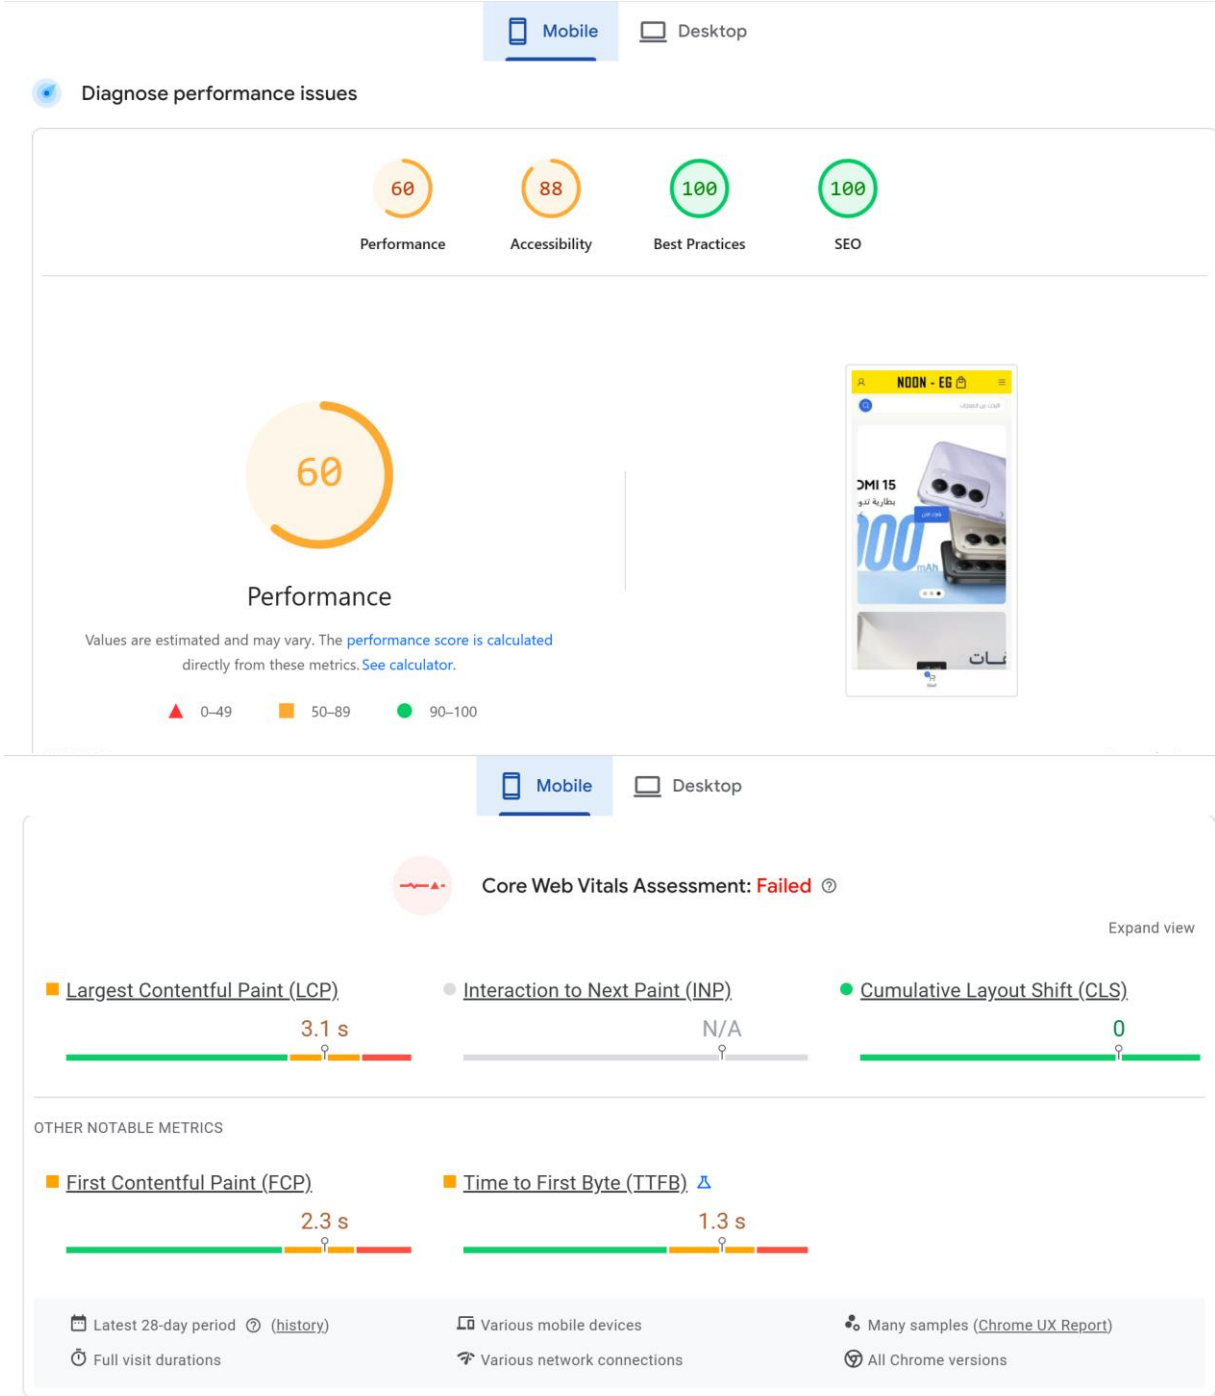 Mobile
Desktop
Diagnose performance issues
60
88
100
100
Performance
Accessibility
Best Practices
SEO
60
Performance
Values are estimated and may vary. The performance score is calculated
directly from these metrics. See calculator.
0–49
50–89
90–100
NOON - EG
OMI 15
بطارية تدو
000
mAh
Mobile
Desktop
Core Web Vitals Assessment: Failed
Expand view
Largest Contentful Paint (LCP)
3.1 s
Interaction to Next Paint (INP)
N/A
Cumulative Layout Shift (CLS)
0
OTHER NOTABLE METRICS
First Contentful Paint (FCP)
2.3 s
Time to First Byte (TTFB)
1.3 s
Latest 28-day period (history)
Various mobile devices
Many samples (Chrome UX Report)
Full visit durations
Various network connections
All Chrome versions